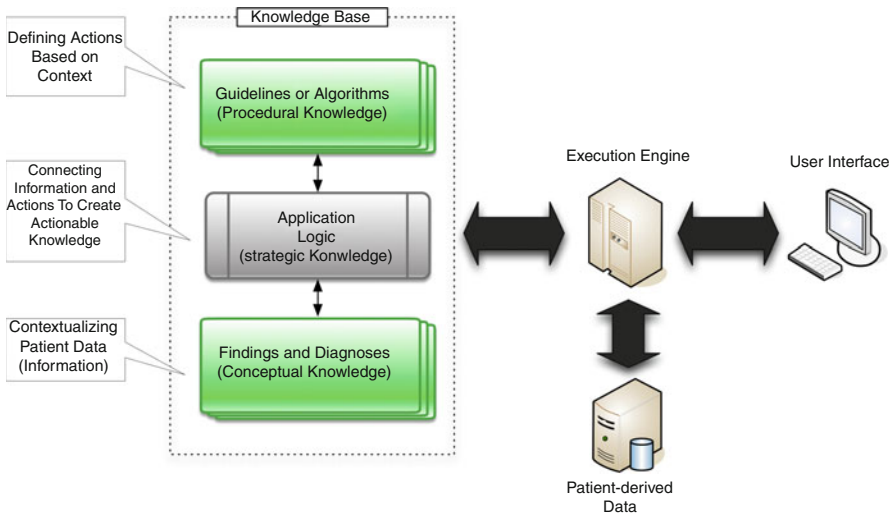 Knowledge Base
Defining Actions
Based on
Context
Guidelines or Algorithms
(Procedural Knowledge)
Connecting
Information and
Actions To Create
Actionable
Knowledge
Application
Logic
(strategic Konwledge)
Contextualizing
Patient Data
(Information)
Findings and Diagnoses
(Conceptual Knowledge)
Execution Engine
User Interface
Patient-derived
Data